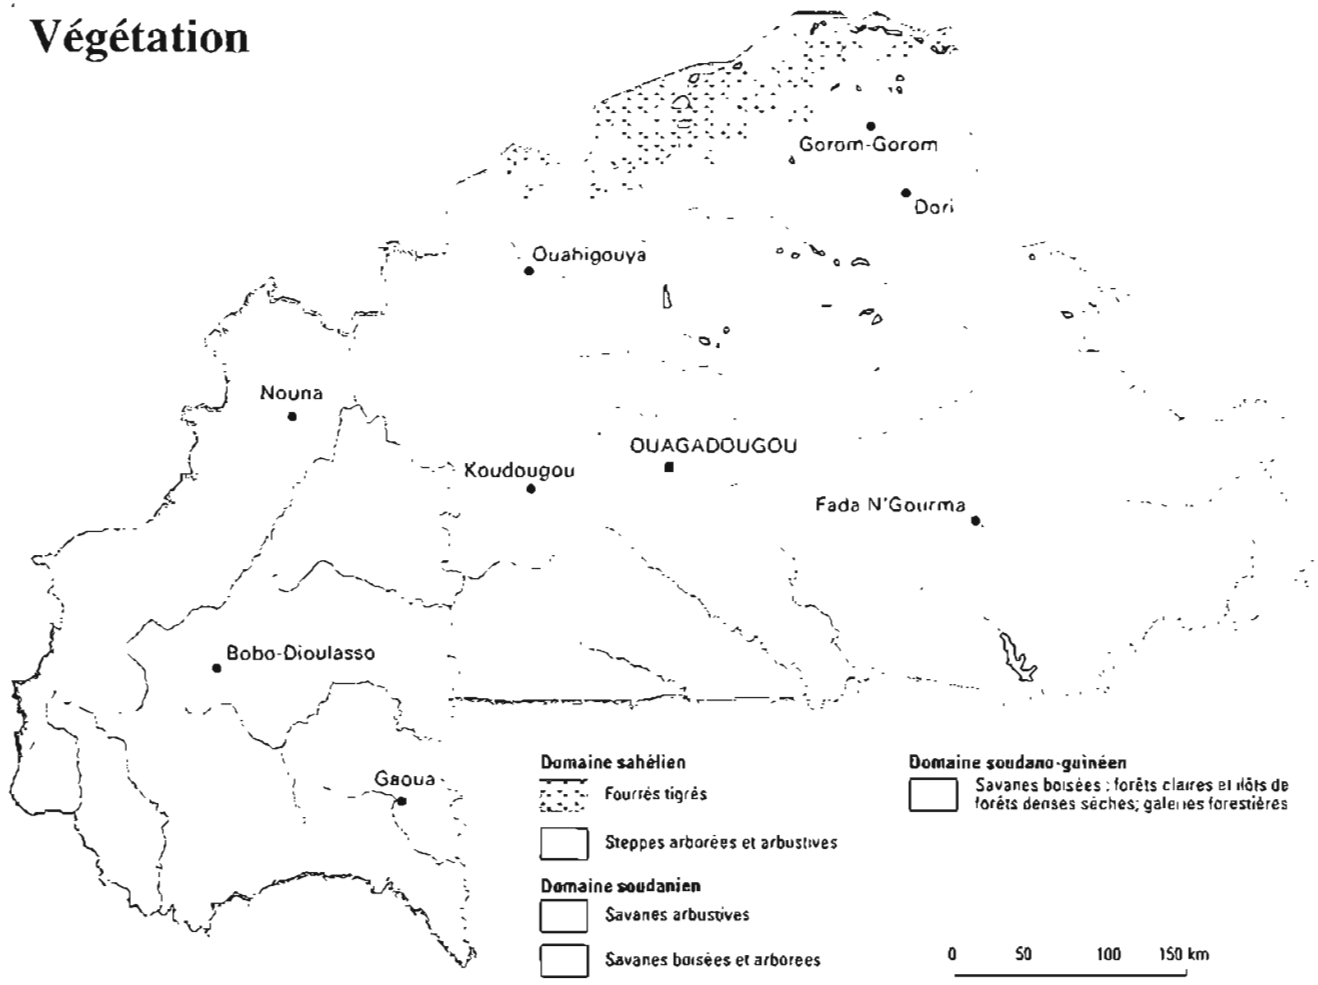 Végétation
Gorom-Gorom
Dori
Ouahigouya
Nouna
OUAGADOUGOU
Koudougou
Fada N'Gourma
Bobo-Dioulasso
Gaoua
Domaine sahélien
Fourrés tigrés
Steppes arborées et arbustives
Domaine soudanien
Savanes arbustives
Savanes boisées et arborees
Domaine soudano-guinéen
Savanes boisées ; forêts claires et ilôts de
forêts denses sèches; galeries forestières
0 50 100 150 km